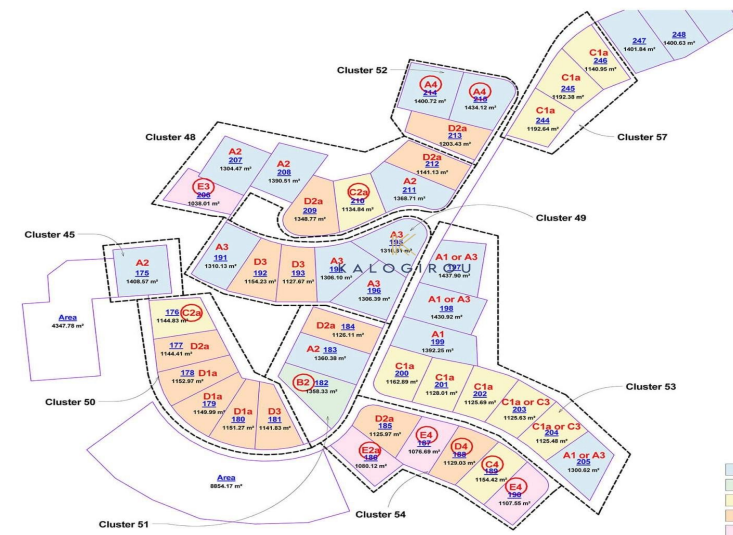 247
1401.84 m²
248
1400.63 m²
C1a
246
1140.95 m²
C1a
245
1192.38 m²
C1a
244
1192.64 m²
Cluster 57
Cluster 52
A4
214
1400.72 m²
A4
1434.12 m²
D2a
213
1203.43 m²
Cluster 48
A2
207
1304.47 m²
A2
208
1390.51 m²
E3
1038.01 m²
D2a
212
1141.13 m²
A2
211
1368.71 m²
D2a
209
1348.77 m²
C2a
210
1134.84 m²
Cluster 49
Cluster 45
A2
175
1408.57 m²
A3
191
1310.13 m²
D3
192
1154.23 m²
D3
193
1127.67 m²
A3
1306.10 m²
A3
A3
196
1306.39 m²
KALOGIROU
A1 or A3
197
1437.90 m²
A1 or A3
198
1430.92 m²
A1
199
1392.25 m²
Area
4347.78 m²
176
C2a
1144.83 m²
177
D2a
1144.41 m²
178
D1a
1152.97 m²
D1a
179
1149.99 m²
D1a
180
1151.27 m²
D3
181
1141.83 m²
Cluster 50
D2a
184
1126.11 m²
A2
183
1360.38 m²
B2
182
1358.33 m²
C1a
200
1162.89 m²
C1a
201
1128.01 m²
C1a
202
1125.69 m²
C1a or C3
203
1125.63 m²
C1a or C3
204
1125.48 m²
A1 or A3
205
1300.62 m²
Cluster 53
D2a
185
1125.97 m²
E2a
186
1080.12 m²
E4
187
1076.69 m²
D4
188
1129.03 m²
C4
189
1154.42 m²
E4
190
1107.55 m²
Area
8854.17 m²
Cluster 51
Cluster 54